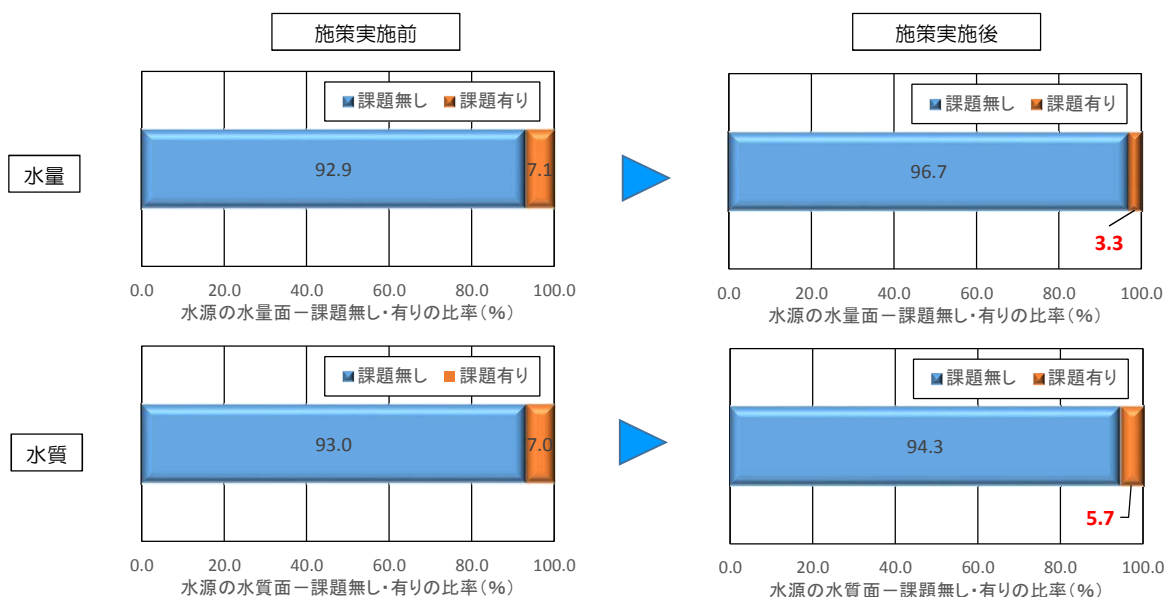 施策実施前
施策実施後
水量
■課題無し ■課題有り
92.9 7.1
0.0 20.0 40.0 60.0 80.0 100.0
水源の水量面－課題無し・有りの比率(%)
■課題無し ■課題有り
96.7
3.3
0.0 20.0 40.0 60.0 80.0 100.0
水源の水量面－課題無し・有りの比率(%)
水質
■課題無し ■課題有り
93.0 7.0
0.0 20.0 40.0 60.0 80.0 100.0
水源の水質面－課題無し・有りの比率(%)
■課題無し ■課題有り
94.3
5.7
0.0 20.0 40.0 60.0 80.0 100.0
水源の水質面－課題無し・有りの比率(%)